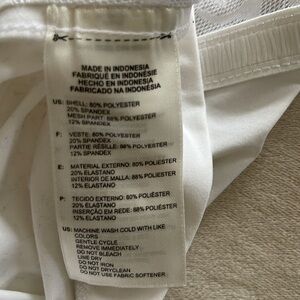 MADE IN INDONESIA
FABRIQUÉ EN INDONÉSIE
FABRICADO NA INDONÉSIA
US: SHELL: 80% POLYESTER
20% SPANDEX
MESH PART: 88% POLYESTER
12% SPANDEX
F: VESTE: 80% POLYESTER
20% SPANDEX
PARTIE RÉSILLE: 88% POLYESTER
12% SPANDEX
E: MATERIAL EXTERNO: 80% POLIÉSTER
20% ELASTANO
INTERIOR DE MALLA: 88% POLIÉSTER
12% ELASTANO
P: TECIDO EXTERNO: 80% POLIÉSTER
20% ELASTANO
INSERÇÃO EM REDE: 88% POLIÉSTER
12% ELASTANO
US: MACHINE WASH COLD WITH LIKE
COLORS
GENTLE CYCLE
REMOVE IMMEDIATELY
DO NOT BLEACH
LINE DRY
DO NOT IRON
DO NOT DRYCLEAN
DO NOT USE FABRIC SOFTENER